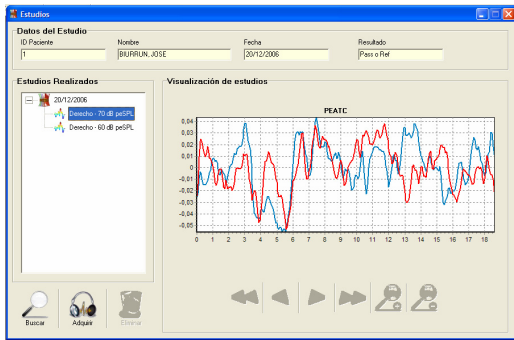 Estudios
Datos del Estudio
ID Paciente Nombre Fecha Resultado
1 BIURRUN, JOSE 20/12/2006 Pass o Ref
Estudios Realizados Visualización de estudios
20/12/2006
Derecho - 70 dB peSPL
Derecho - 60 dB peSPL
PEATC
0,04
0,03
0,02
0,01
0
-0,01
-0,02
-0,03
-0,04
-0,05
0 1 2 3 4 5 6 7 8 9 10 11 12 13 14 15 16 17 18
Buscar Adquirir Eliminar